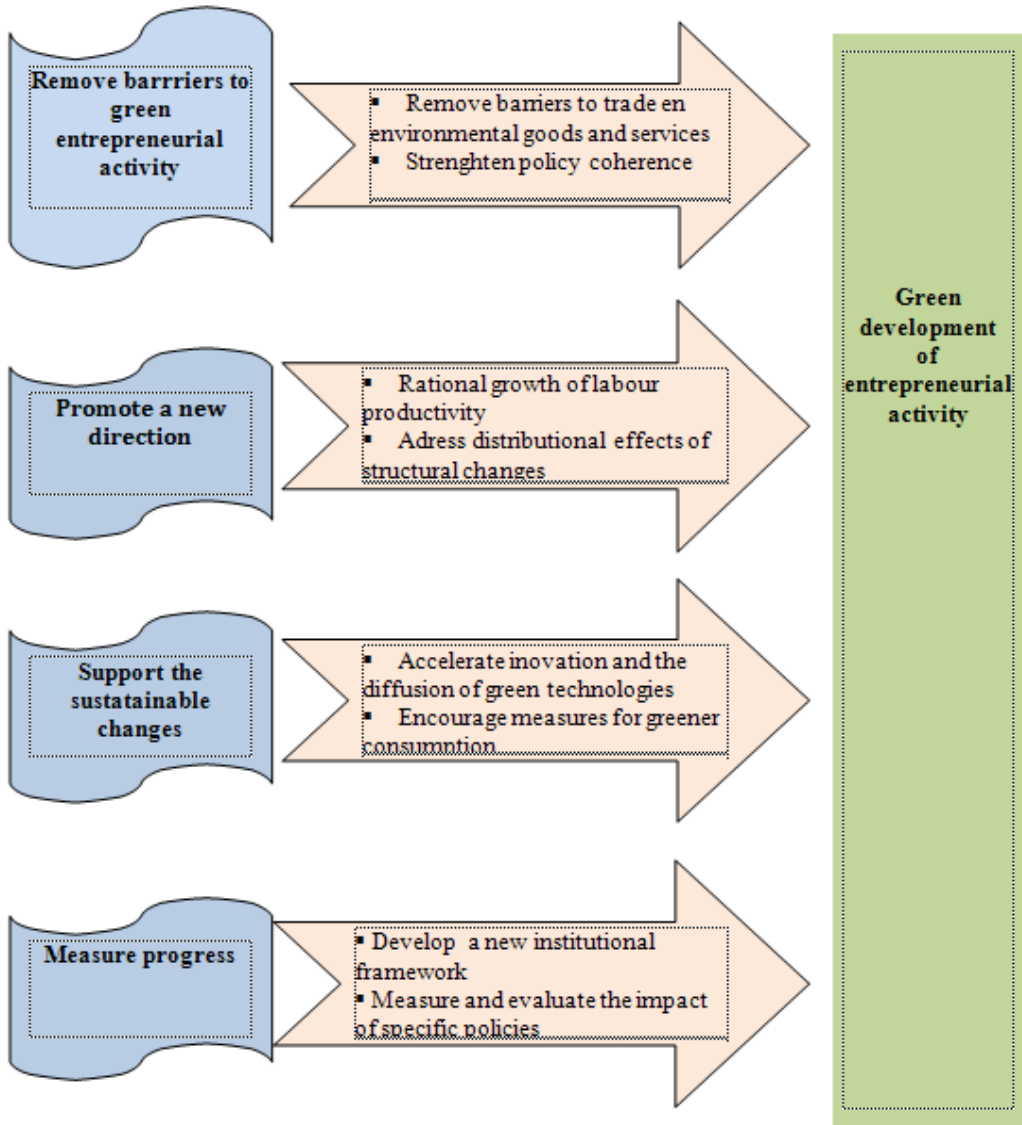 Remove barrriers to
green
entrepreneurial
activity
▪ Remove barriers to trade en
environmental goods and services
▪ Strenghten policy coherence
Promote a new
direction
▪ Rational growth of labour
productivity
▪ Adress distributional effects of
structural changes
Support the
sustatainable
changes
▪ Accelerate inovation and the
diffusion of green technologies
▪ Encourage measures for greener
consumption
Measure progress
▪ Develop a new institutional
framework
▪ Measure and evaluate the impact
of specific policies
Green
development
of
entrepreneurial
activity